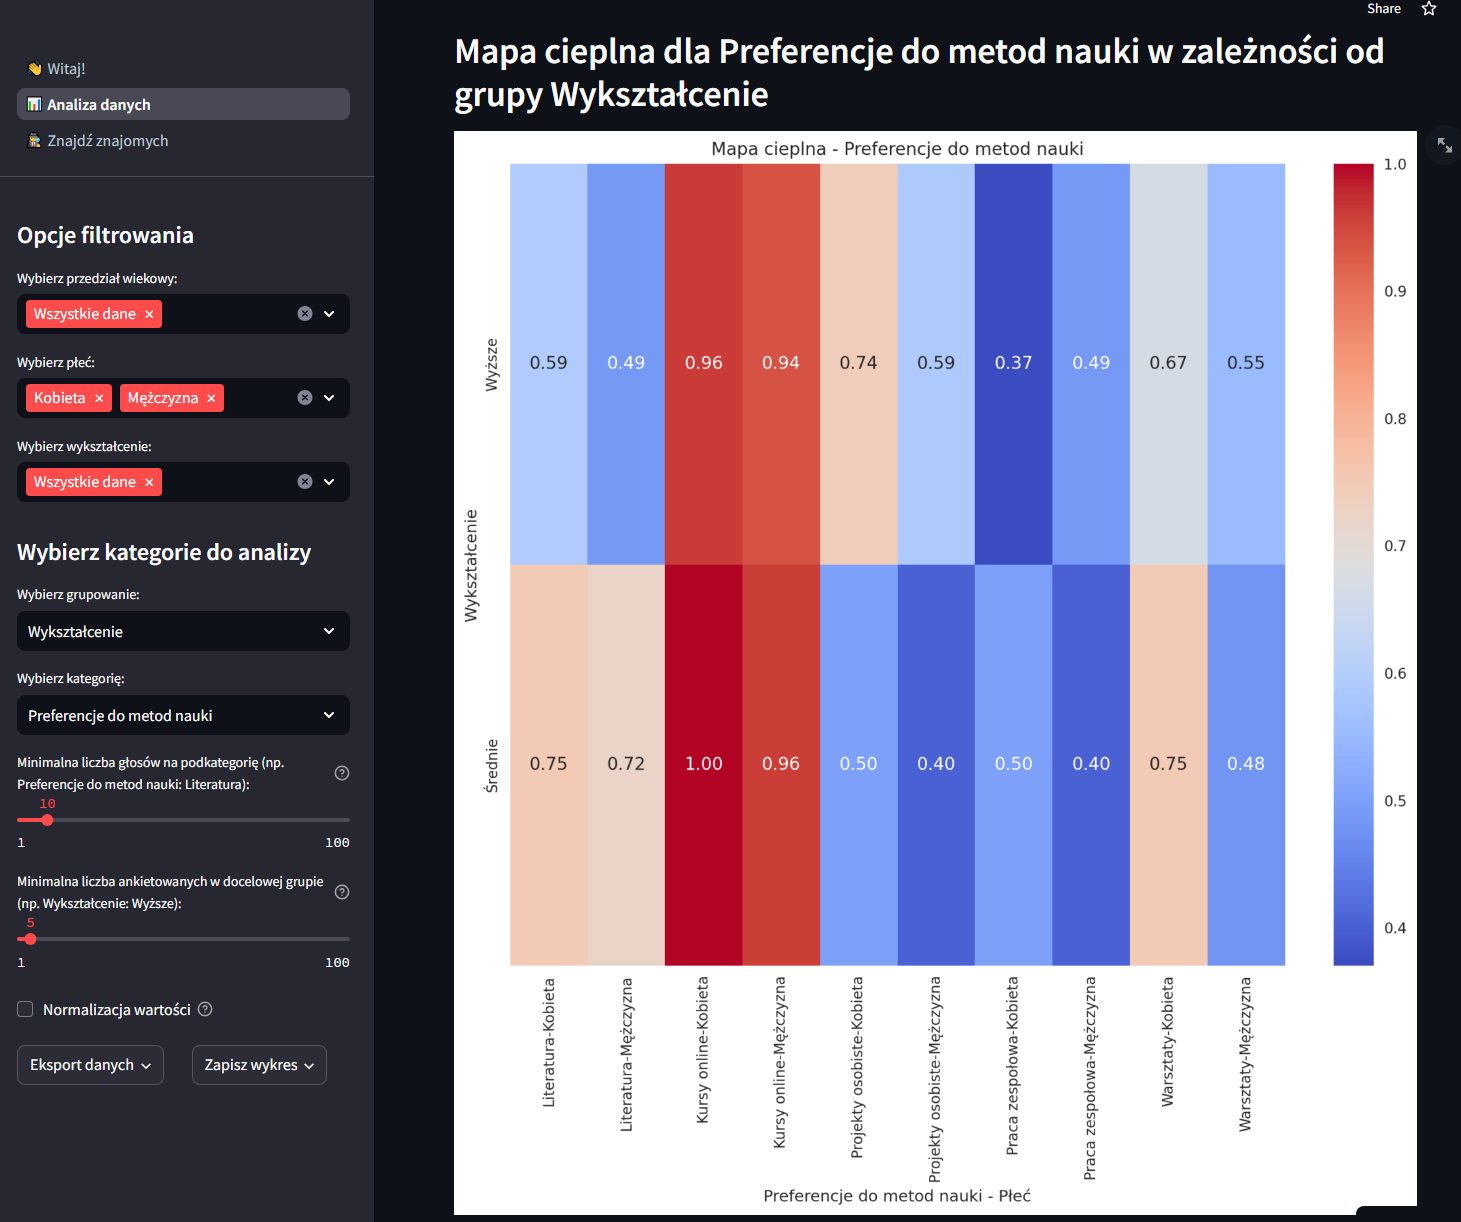 Share
👋 Witaj!
📊 Analiza danych
🕵️ Znajdź znajomych
Opcje filtrowania
Wybierz przedział wiekowy:
Wszystkie dane ×
Wybierz płeć:
Kobieta × Mężczyzna ×
Wybierz wykształcenie:
Wszystkie dane ×
Wybierz kategorie do analizy
Wybierz grupowanie:
Wykształcenie
Wybierz kategorię:
Preferencje do metod nauki
Minimalna liczba głosów na podkategorię (np.
Preferencje do metod nauki: Literatura):
10
1 100
Minimalna liczba ankietowanych w docelowej grupie
(np. Wykształcenie: Wyższe):
5
1 100
Normalizacja wartości
Eksport danych Zapisz wykres
Mapa cieplna dla Preferencje do metod nauki w zależności od
grupy Wykształcenie
Mapa cieplna - Preferencje do metod nauki
Wykształcenie
Wyższe
0.59 0.49 0.96 0.94 0.74 0.59 0.37 0.49 0.67 0.55
Średnie
0.75 0.72 1.00 0.96 0.50 0.40 0.50 0.40 0.75 0.48
Literatura-Kobieta
Literatura-Mężczyzna
Kursy online-Kobieta
Kursy online-Mężczyzna
Projekty osobiste-Kobieta
Projekty osobiste-Mężczyzna
Praca zespołowa-Kobieta
Praca zespołowa-Mężczyzna
Warsztaty-Kobieta
Warsztaty-Mężczyzna
Preferencje do metod nauki - Płeć
1.0
0.9
0.8
0.7
0.6
0.5
0.4